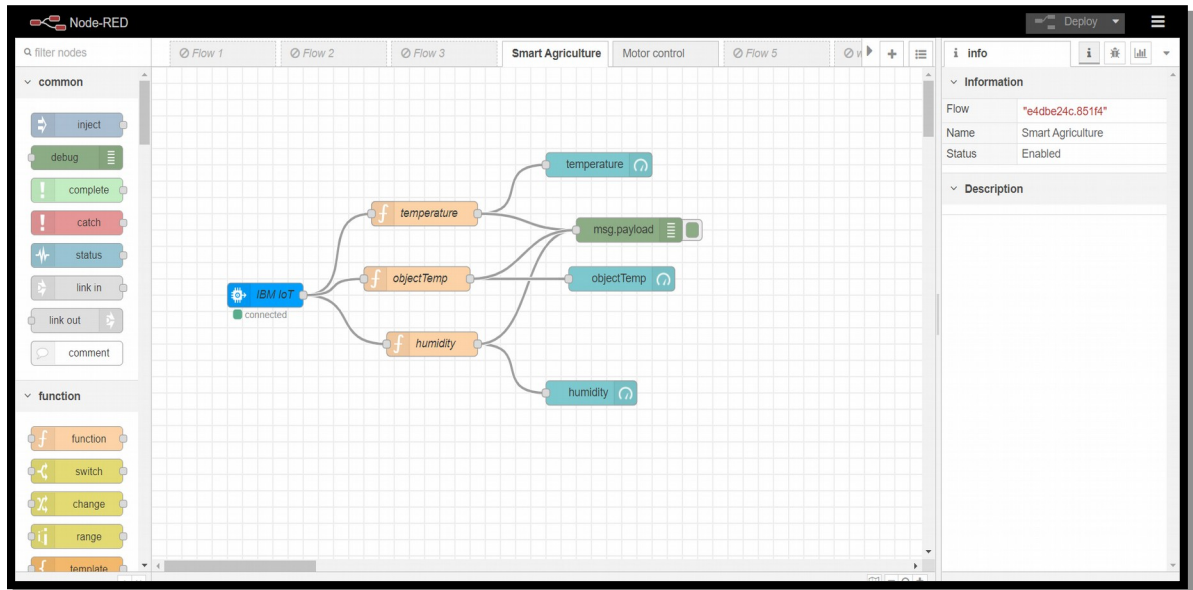 Node-RED
Deploy
filter nodes
Flow 1
Flow 2
Flow 3
Smart Agriculture
Motor control
Flow 5
i info
i
common
inject
debug
complete
catch
status
link in
link out
comment
function
function
switch
change
range
template
temperature
temperature
msg.payload
objectTemp
objectTemp
IBM IoT
connected
humidity
humidity
Information
Flow "e4dbe24c.851f4"
Name Smart Agriculture
Status Enabled
Description